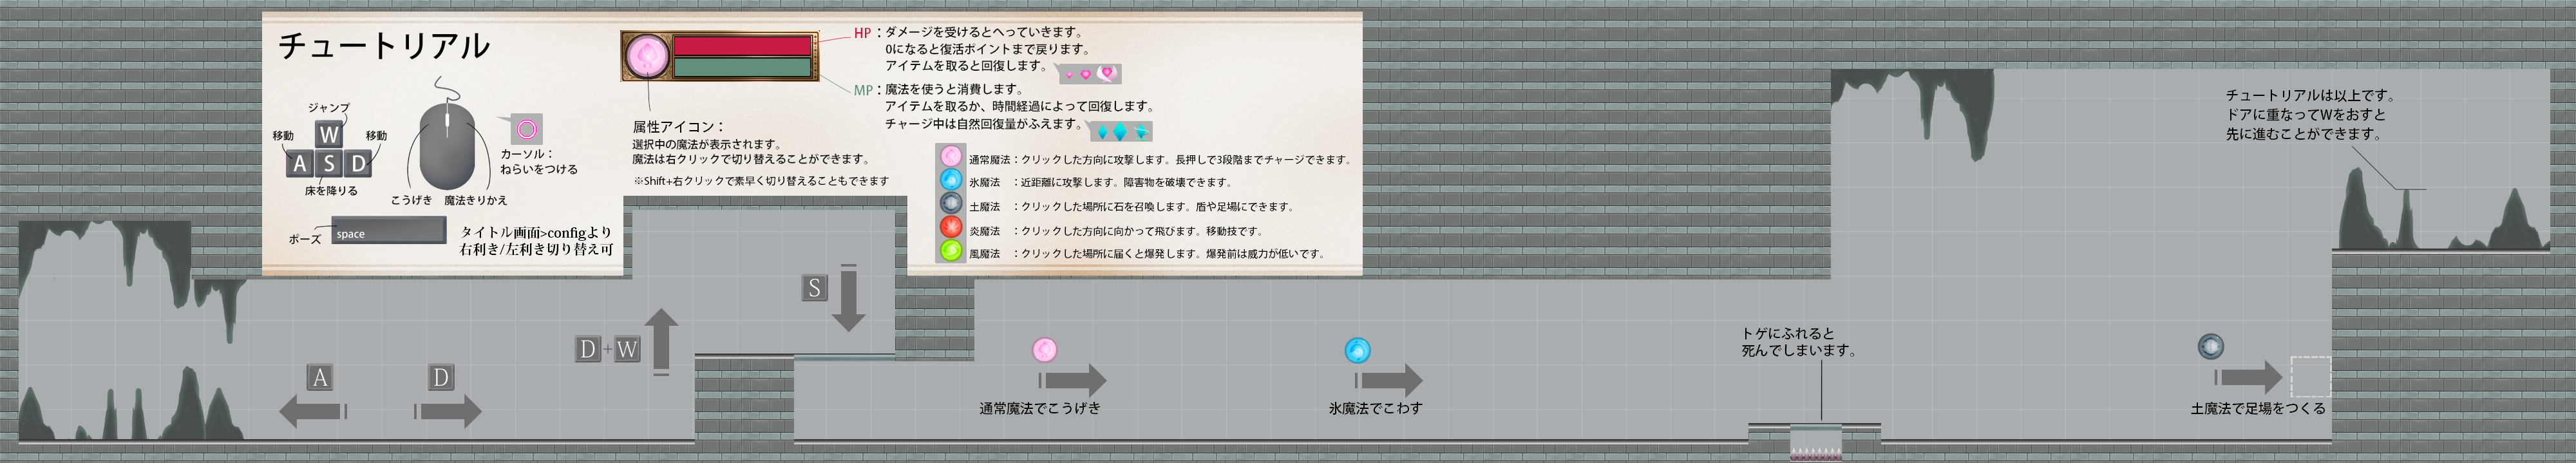 チュートリアル
ジャンプ
移動
W
移動
A S D
床を降りる
こうげき
魔法きりかえ
カーソル：
ねらいをつける
ポーズ
space
タイトル画面>configより
右利き/左利き切り替え可
属性アイコン：
選択中の魔法が表示されます。
魔法は右クリックで切り替えることができます。
※Shift+右クリックで素早く切り替えることもできます
HP：ダメージを受けるとへっていきます。
0になると復活ポイントまで戻ります。
アイテムを取ると回復します。
MP：魔法を使うと消費します。
アイテムを取るか、時間経過によって回復します。
チャージ中は自然回復量がふえます。
通常魔法：クリックした方向に攻撃します。長押しで3段階までチャージできます。
氷魔法　：近距離に攻撃します。障害物を破壊できます。
土魔法　：クリックした場所に石を召喚します。盾や足場にできます。
炎魔法　：クリックした方向に向かって飛びます。移動技です。
風魔法　：クリックした場所に届くと爆発します。爆発前は威力が低いです。
A
D
D+W
S
通常魔法でこうげき
氷魔法でこわす
トゲにふれると
死んでしまいます。
土魔法で足場をつくる
チュートリアルは以上です。
ドアに重なってWをおすと
先に進むことができます。